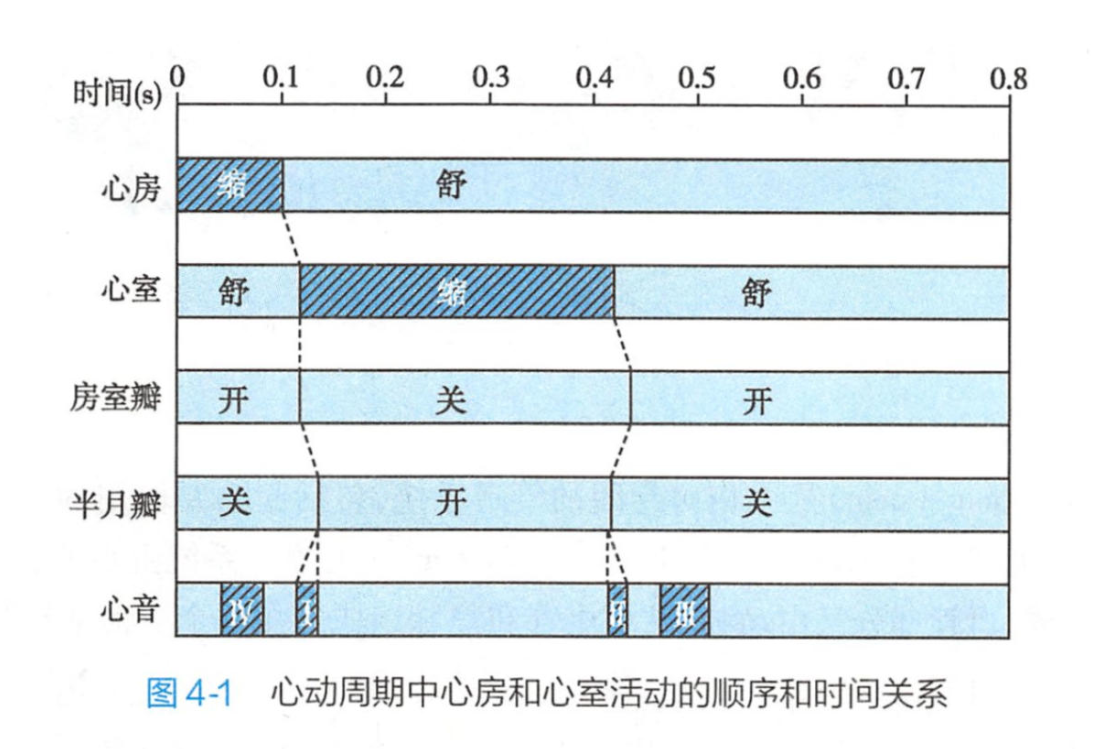 时间(s) 0 0.1 0.2 0.3 0.4 0.5 0.6 0.7 0.8
心房 缩 舒
心室 舒 缩 舒
房室瓣 开 关 开
半月瓣 关 开 关
心音 Ⅳ Ⅰ Ⅱ Ⅲ
图 4-1 心动周期中心房和心室活动的顺序和时间关系